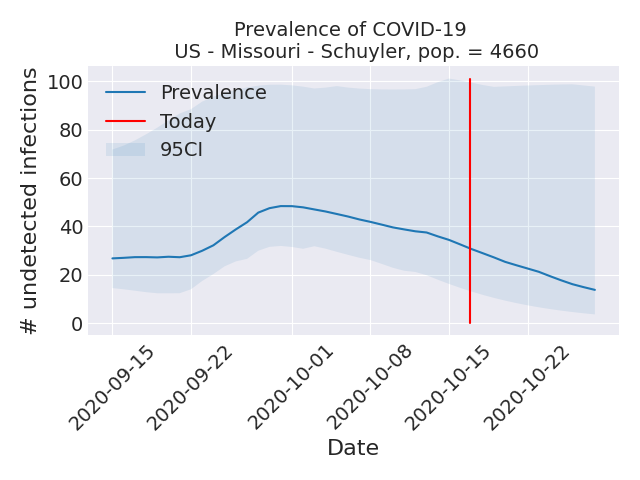 Prevalence of COVID-19
US - Missouri - Schuyler, pop. = 4660
# undetected infections
100
80
60
40
20
0
Prevalence
Today
95CI
2020-09-15
2020-09-22
2020-10-01
2020-10-08
2020-10-15
2020-10-22
Date